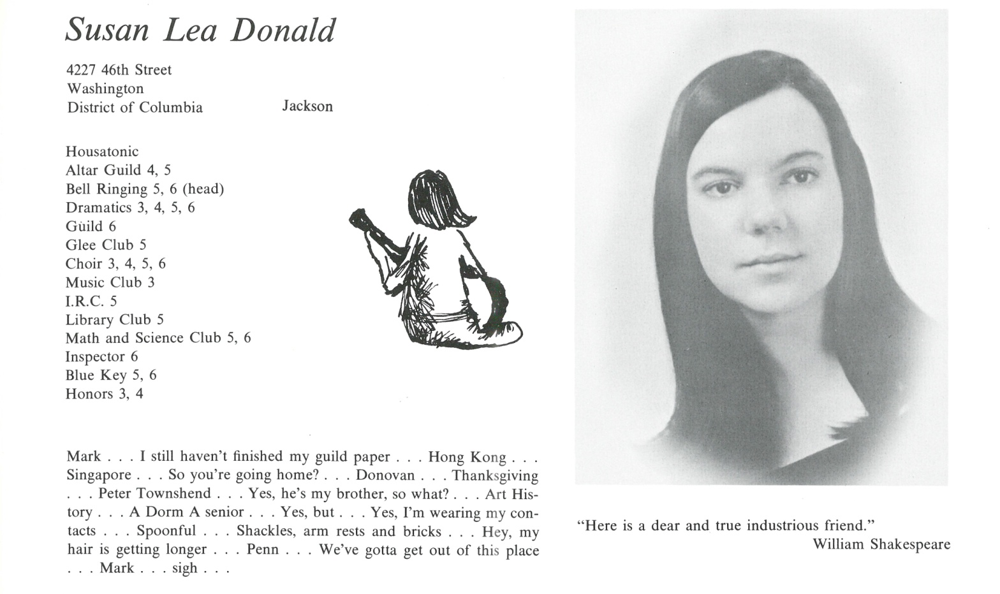 Susan Lea Donald
4227 46th Street
Washington
District of Columbia
Jackson
Housatonic
Altar Guild 4, 5
Bell Ringing 5, 6 (head)
Dramatics 3, 4, 5, 6
Guild 6
Glee Club 5
Choir 3, 4, 5, 6
Music Club 3
I.R.C. 5
Library Club 5
Math and Science Club 5, 6
Inspector 6
Blue Key 5, 6
Honors 3, 4
Mark . . . I still haven't finished my guild paper . . . Hong Kong . . .
Singapore . . . So you're going home? . . . Donovan . . . Thanksgiving
. . . Peter Townshend . . . Yes, he's my brother, so what? . . . Art His-
tory . . . A Dorm A senior . . . Yes, but . . . Yes, I'm wearing my con-
tacts . . . Spoonful . . . Shackles, arm rests and bricks . . . Hey, my
hair is getting longer . . . Penn . . . We've gotta get out of this place
. . . Mark . . . sigh . . .
“Here is a dear and true industrious friend.”
William Shakespeare